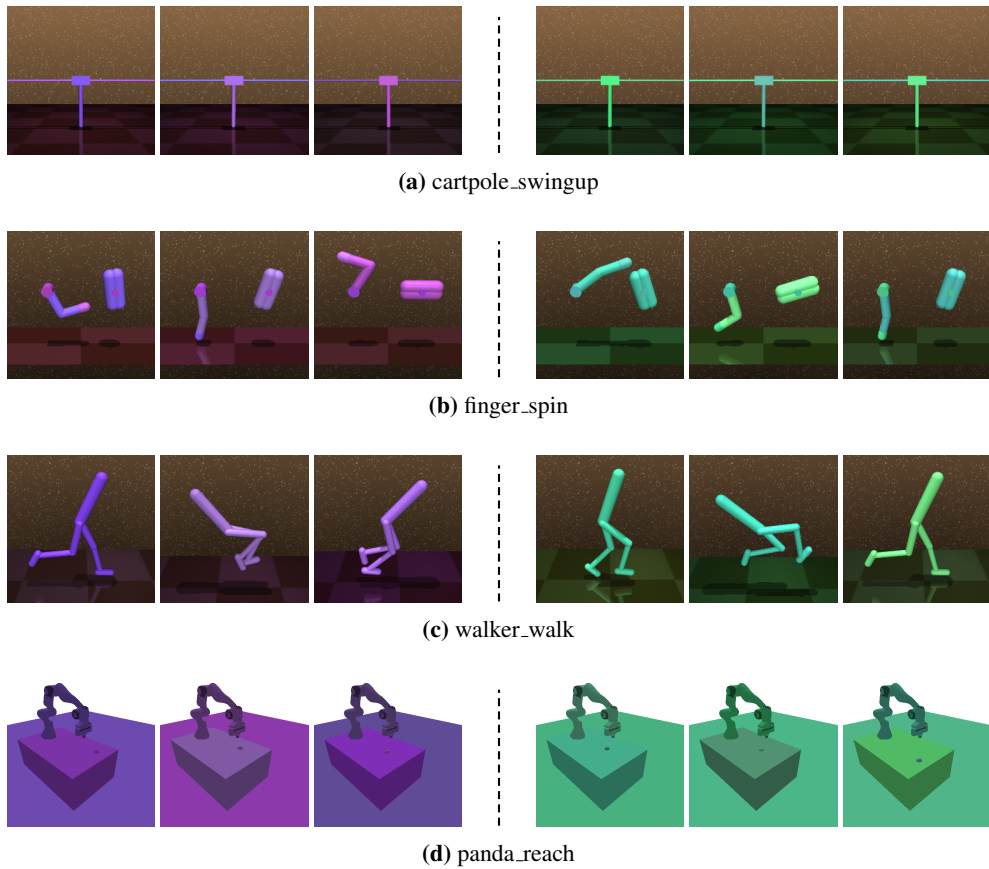 (a) cartpole_swingup
(b) finger_spin
(c) walker_walk
(d) panda_reach